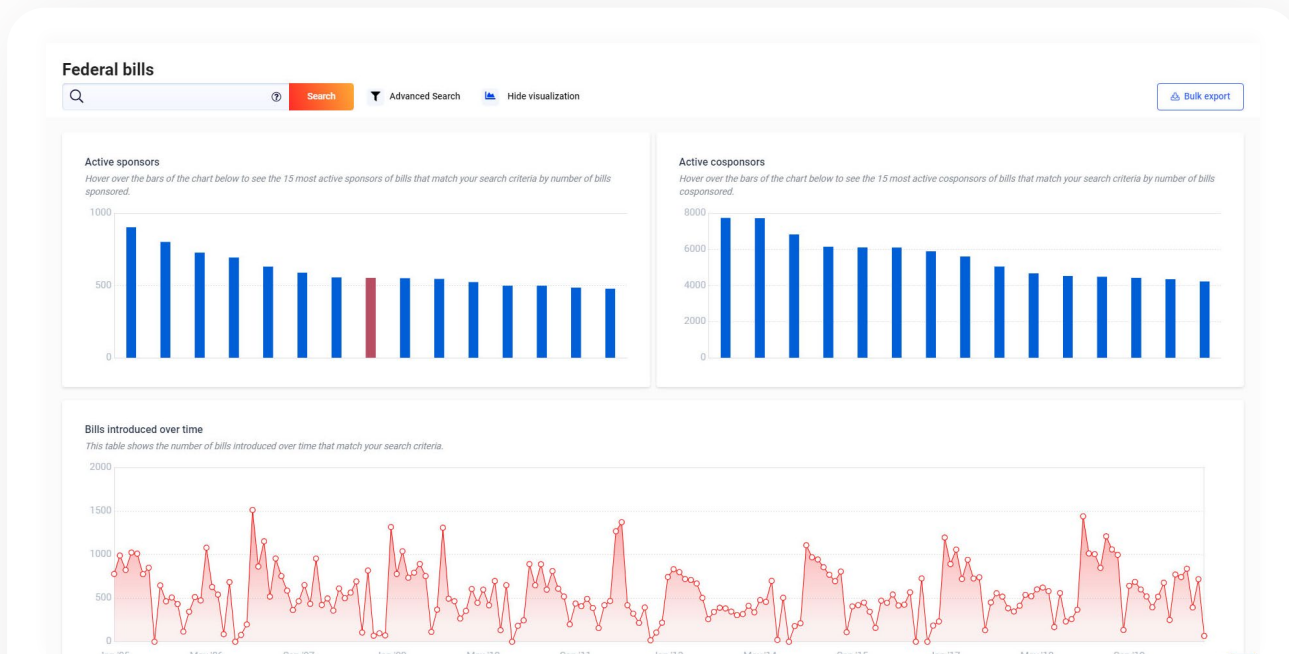 Federal bills
Search
Advanced Search
Hide visualization
Bulk export
Active sponsors
Hover over the bars of the chart below to see the 15 most active sponsors of bills that match your search criteria by number of bills
sponsored.
1000
500
0
Active cosponsors
Hover over the bars of the chart below to see the 15 most active cosponsors of bills that match your search criteria by number of bills
cosponsored.
8000
6000
4000
2000
0
Bills introduced over time
This table shows the number of bills introduced over time that match your search criteria.
2000
1500
1000
500
0